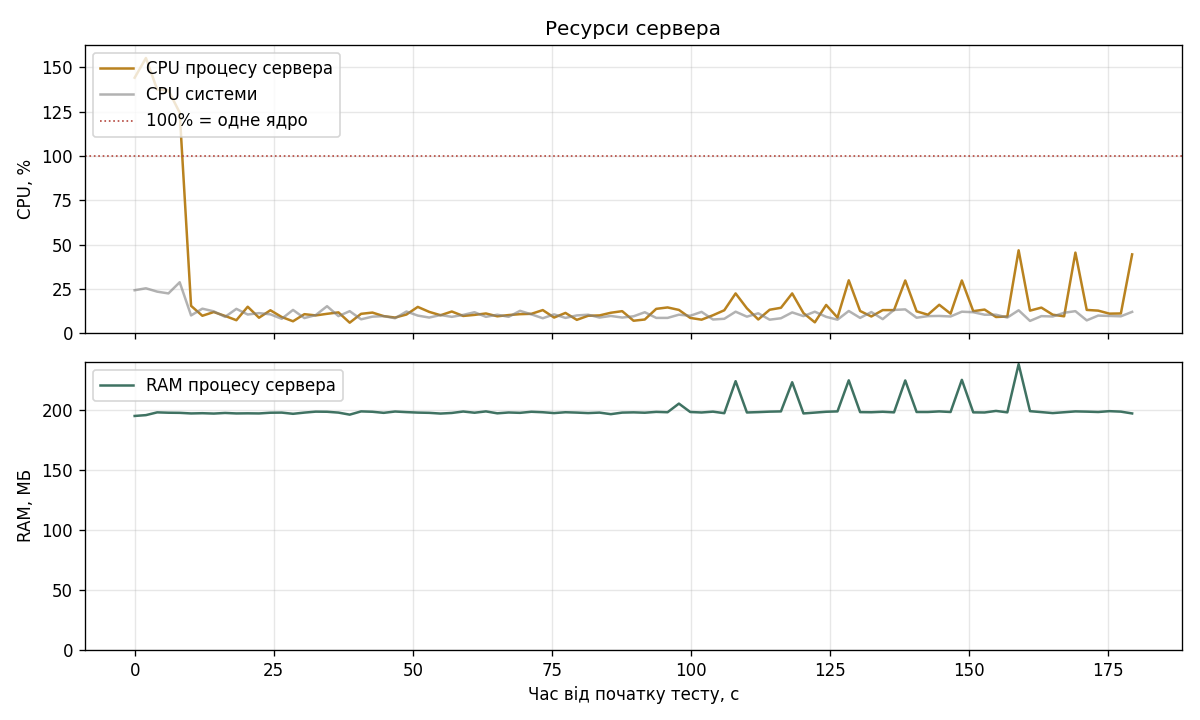 Ресурси сервера
CPU, %
150
125
100
75
50
25
0
CPU процесу сервера
CPU системи
100% = одне ядро
RAM, МБ
200
150
100
50
0
RAM процесу сервера
0 25 50 75 100 125 150 175
Час від початку тесту, с